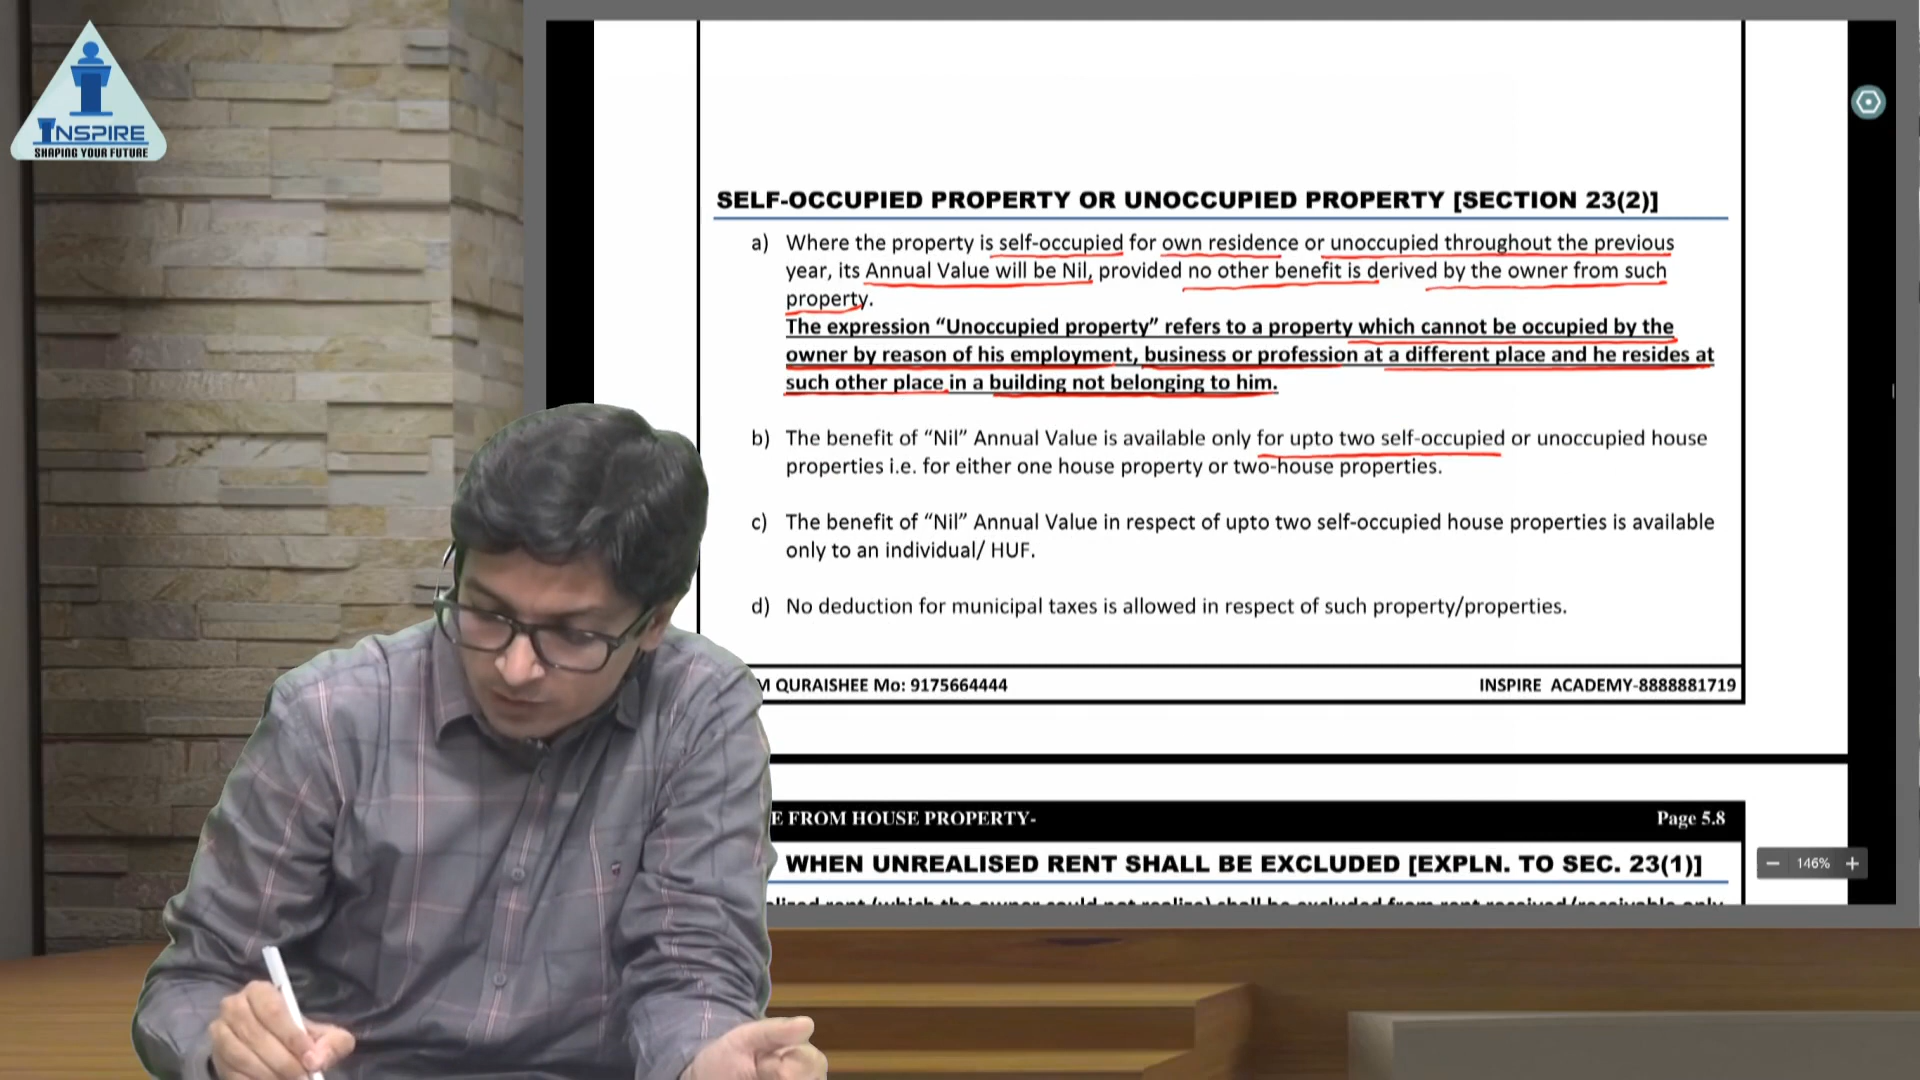 INSPIRE
SHAPING YOUR FUTURE
SELF-OCCUPIED PROPERTY OR UNOCCUPIED PROPERTY [SECTION 23(2)]
a) Where the property is self-occupied for own residence or unoccupied throughout the previous
year, its Annual Value will be Nil, provided no other benefit is derived by the owner from such
property.
The expression “Unoccupied property” refers to a property which cannot be occupied by the
owner by reason of his employment, business or profession at a different place and he resides at
such other place in a building not belonging to him.
b) The benefit of “Nil” Annual Value is available only for upto two self-occupied or unoccupied house
properties i.e. for either one house property or two-house properties.
c) The benefit of “Nil” Annual Value in respect of upto two self-occupied house properties is available
only to an individual/ HUF.
d) No deduction for municipal taxes is allowed in respect of such property/properties.
QURAISHEE Mo: 9175664444 INSPIRE ACADEMY-8888881719
FROM HOUSE PROPERTY- Page 5.8
WHEN UNREALISED RENT SHALL BE EXCLUDED [EXPLN. TO SEC. 23(1)]
146%